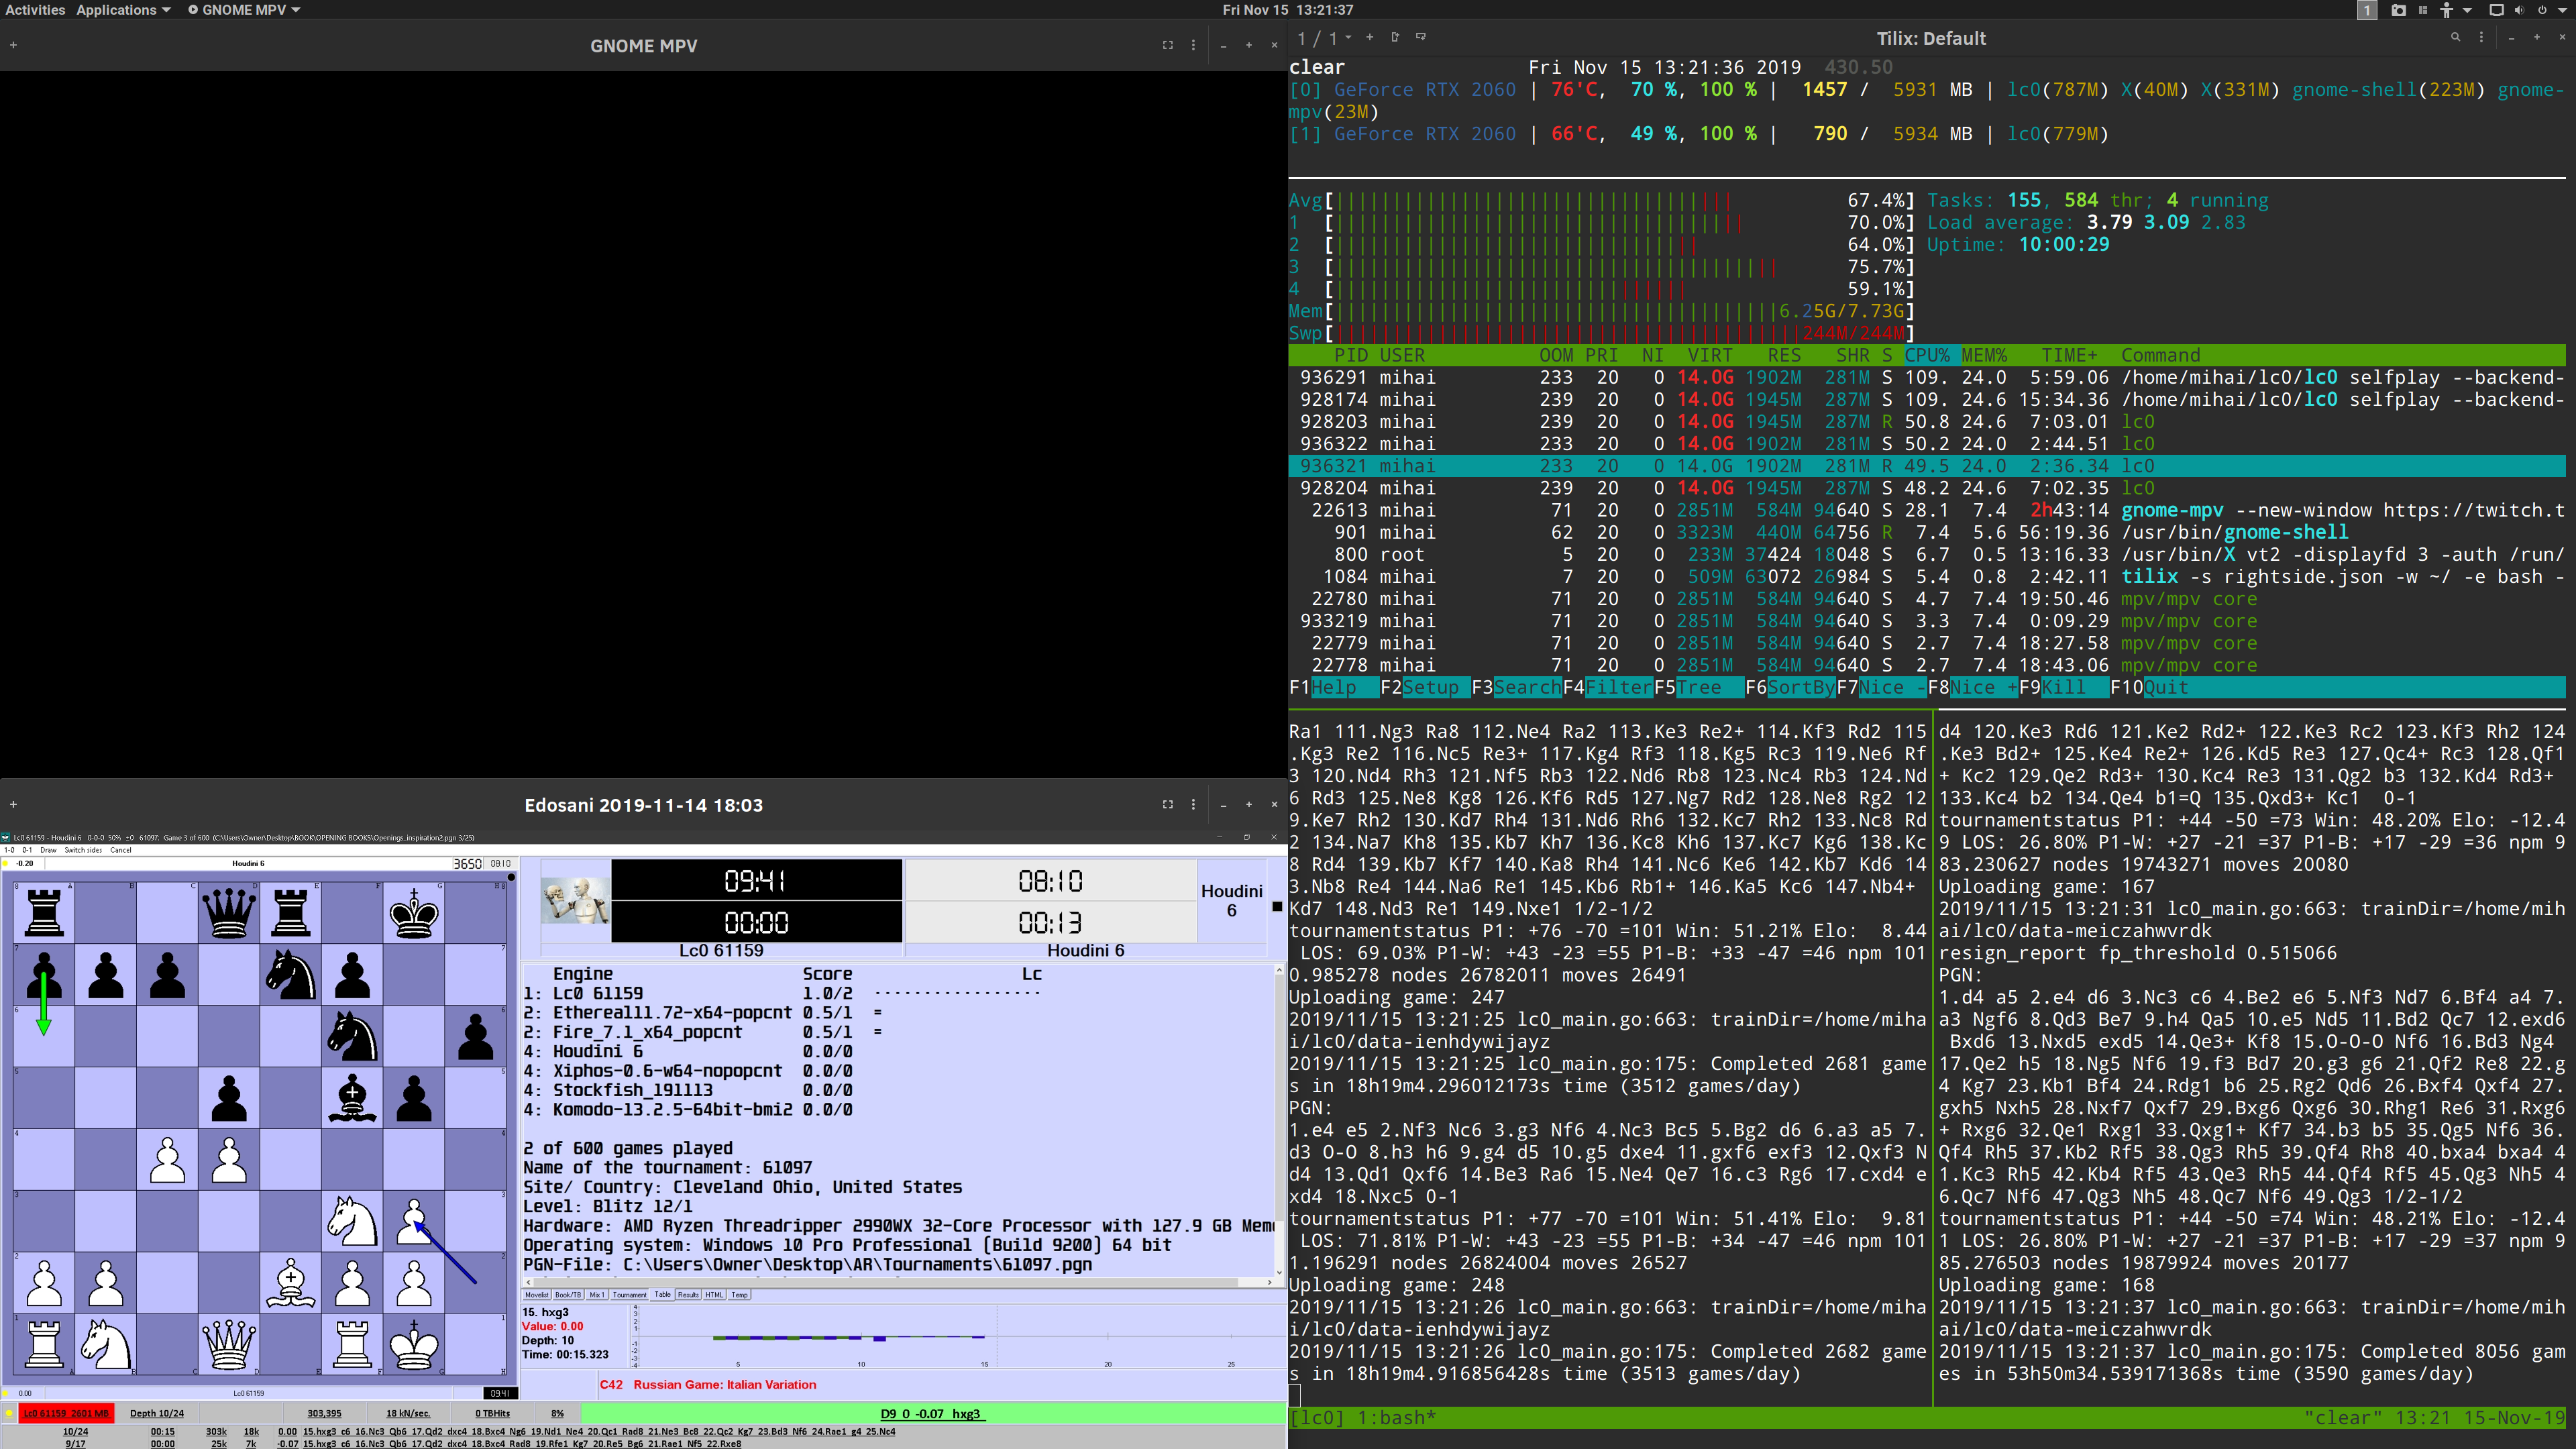 Activities Applications GNOME MPV Fri Nov 15 13:21:37 1
GNOME MPV
Edosani 2019-11-14 18:03
Lc0 61159 - Houdini 6 0-0-0 50% ±0 61097: Game 3 of 600 (C:\Users\Owner\Desktop\BOOK\OPENING BOOKS\Openings_inspiration2.pgn 3/25)
1-0 0-1 Draw Switch sides Cancel
-0.20 Houdini 6 3650 08:10
09:41 08:10
Houdini 6
00:00 00:13
Lc0 61159 Houdini 6
Engine Score Lc
1: Lc0 61159 1.0/2 ..................
2: Ethereal11.72-x64-popcnt 0.5/1 =
2: Fire_7.1_x64_popcnt 0.5/1 =
4: Houdini 6 0.0/0
4: Xiphos-0.6-w64-nopopcnt 0.0/0
4: Stockfish_191113 0.0/0
4: Komodo-13.2.5-64bit-bmi2 0.0/0
2 of 600 games played
Name of the tournament: 61097
Site/ Country: Cleveland Ohio, United States
Level: Blitz 12/1
Hardware: AMD Ryzen Threadripper 2990WX 32-Core Processor with 127.9 GB Mem
Operating system: Windows 10 Pro Professional (Build 9200) 64 bit
PGN-File: C:\Users\Owner\Desktop\AR\Tournaments\61097.pgn
Movelist Book/TB Mix 1 Tournament Table Results HTML Temp
15. hxg3
Value: 0.00
Depth: 10
Time: 00:15.323
5 10 15 20 25
C42 Russian Game: Italian Variation
0.00 Lc0 61159 09:41
Lc0 61159 2601 MB Depth 10/24 303,395 18 kN/sec. 0 TBHits 8% D9 0 -0.07 hxg3
10/24 00:15 303k 18k 0.00 15.hxg3 c6 16.Nc3 Qb6 17.Qd2 dxc4 18.Bxc4 Ng6 19.Nd1 Ne4 20.Qc1 Rad8 21.Ne3 Bc8 22.Qc2 Kg7 23.Bd3 Nf6 24.Rae1 g4 25.Nc4
9/17 00:00 25k 7k -0.07 15.hxg3 c6 16.Nc3 Qb6 17.Qd2 dxc4 18.Bxc4 Rad8 19.Rfe1 Kg7 20.Re5 Bg6 21.Rae1 Nf5 22.Rxe8
1 / 1 Tilix: Default
clear Fri Nov 15 13:21:36 2019 430.50
[0] GeForce RTX 2060 | 76'C, 70 %, 100 % | 1457 / 5931 MB | lc0(787M) X(40M) X(331M) gnome-shell(223M) gnome-
mpv(23M)
[1] GeForce RTX 2060 | 66'C, 49 %, 100 % | 790 / 5934 MB | lc0(779M)
Avg[ 67.4%] Tasks: 155, 584 thr; 4 running
1 [ 70.0%] Load average: 3.79 3.09 2.83
2 [ 64.0%] Uptime: 10:00:29
3 [ 75.7%]
4 [ 59.1%]
Mem[ 6.25G/7.73G]
Swp[ 244M/244M]
PID USER OOM PRI NI VIRT RES SHR S CPU% MEM% TIME+ Command
936291 mihai 233 20 0 14.0G 1902M 281M S 109. 24.0 5:59.06 /home/mihai/lc0/lc0 selfplay --backend-
928174 mihai 239 20 0 14.0G 1945M 287M S 109. 24.6 15:34.36 /home/mihai/lc0/lc0 selfplay --backend-
928203 mihai 239 20 0 14.0G 1945M 287M R 50.8 24.6 7:03.01 lc0
936322 mihai 233 20 0 14.0G 1902M 281M S 50.2 24.0 2:44.51 lc0
936321 mihai 233 20 0 14.0G 1902M 281M R 49.5 24.0 2:36.34 lc0
928204 mihai 239 20 0 14.0G 1945M 287M S 48.2 24.6 7:02.35 lc0
22613 mihai 71 20 0 2851M 584M 94640 S 28.1 7.4 2h43:14 gnome-mpv --new-window https://twitch.t
901 mihai 62 20 0 3323M 440M 64756 R 7.4 5.6 56:19.36 /usr/bin/gnome-shell
800 root 5 20 0 233M 37424 18048 S 6.7 0.5 13:16.33 /usr/bin/X vt2 -displayfd 3 -auth /run/
1084 mihai 7 20 0 509M 63072 26984 S 5.4 0.8 2:42.11 tilix -s rightside.json -w ~/ -e bash -
22780 mihai 71 20 0 2851M 584M 94640 S 4.7 7.4 19:50.46 mpv/mpv core
933219 mihai 71 20 0 2851M 584M 94640 S 3.3 7.4 0:09.29 mpv/mpv core
22779 mihai 71 20 0 2851M 584M 94640 S 2.7 7.4 18:27.58 mpv/mpv core
22778 mihai 71 20 0 2851M 584M 94640 S 2.7 7.4 18:43.06 mpv/mpv core
F1Help F2Setup F3SearchF4FilterF5Tree F6SortByF7Nice -F8Nice +F9Kill F10Quit
Ra1 111.Ng3 Ra8 112.Ne4 Ra2 113.Ke3 Re2+ 114.Kf3 Rd2 115
.Kg3 Re2 116.Nc5 Re3+ 117.Kg4 Rf3 118.Kg5 Rc3 119.Ne6 Rf
3 120.Nd4 Rh3 121.Nf5 Rb3 122.Nd6 Rb8 123.Nc4 Rb3 124.Nd
6 Rd3 125.Ne8 Kg8 126.Kf6 Rd5 127.Ng7 Rd2 128.Ne8 Rg2 12
9.Ke7 Rh2 130.Kd7 Rh4 131.Nd6 Rh6 132.Kc7 Rh2 133.Nc8 Rd
2 134.Na7 Kh8 135.Kb7 Kh7 136.Kc8 Kh6 137.Kc7 Kg6 138.Kc
8 Rd4 139.Kb7 Kf7 140.Ka8 Rh4 141.Nc6 Ke6 142.Kb7 Kd6 14
3.Nb8 Re4 144.Na6 Re1 145.Kb6 Rb1+ 146.Ka5 Kc6 147.Nb4+
Kd7 148.Nd3 Re1 149.Nxe1 1/2-1/2
tournamentstatus P1: +76 -70 =101 Win: 51.21% Elo: 8.44
LOS: 69.03% P1-W: +43 -23 =55 P1-B: +33 -47 =46 npm 101
0.985278 nodes 26782011 moves 26491
Uploading game: 247
2019/11/15 13:21:25 lc0_main.go:663: trainDir=/home/miha
i/lc0/data-ienhdywijayz
2019/11/15 13:21:25 lc0_main.go:175: Completed 2681 game
s in 18h19m4.296012173s time (3512 games/day)
PGN:
1.e4 e5 2.Nf3 Nc6 3.g3 Nf6 4.Nc3 Bc5 5.Bg2 d6 6.a3 a5 7.
d3 O-O 8.h3 h6 9.g4 d5 10.g5 dxe4 11.gxf6 exf3 12.Qxf3 N
d4 13.Qd1 Qxf6 14.Be3 Ra6 15.Ne4 Qe7 16.c3 Rg6 17.cxd4 e
xd4 18.Nxc5 0-1
tournamentstatus P1: +77 -70 =101 Win: 51.41% Elo: 9.81
LOS: 71.81% P1-W: +43 -23 =55 P1-B: +34 -47 =46 npm 101
1.196291 nodes 26824004 moves 26527
Uploading game: 248
2019/11/15 13:21:26 lc0_main.go:663: trainDir=/home/miha
i/lc0/data-ienhdywijayz
2019/11/15 13:21:26 lc0_main.go:175: Completed 2682 game
s in 18h19m4.916856428s time (3513 games/day)
d4 120.Ke3 Rd6 121.Ke2 Rd2+ 122.Ke3 Rc2 123.Kf3 Rh2 124
.Ke3 Bd2+ 125.Ke4 Re2+ 126.Kd5 Re3 127.Qc4+ Rc3 128.Qf1
+ Kc2 129.Qe2 Rd3+ 130.Kc4 Re3 131.Qg2 b3 132.Kd4 Rd3+
133.Kc4 b2 134.Qe4 b1=Q 135.Qxd3+ Kc1 0-1
tournamentstatus P1: +44 -50 =73 Win: 48.20% Elo: -12.4
9 LOS: 26.80% P1-W: +27 -21 =37 P1-B: +17 -29 =36 npm 9
83.230627 nodes 19743271 moves 20080
Uploading game: 167
2019/11/15 13:21:31 lc0_main.go:663: trainDir=/home/mih
ai/lc0/data-meiczahwvrdk
resign_report fp_threshold 0.515066
PGN:
1.d4 a5 2.e4 d6 3.Nc3 c6 4.Be2 e6 5.Nf3 Nd7 6.Bf4 a4 7.
a3 Ngf6 8.Qd3 Be7 9.h4 Qa5 10.e5 Nd5 11.Bd2 Qc7 12.exd6
Bxd6 13.Nxd5 exd5 14.Qe3+ Kf8 15.O-O-O Nf6 16.Bd3 Ng4
17.Qe2 h5 18.Ng5 Nf6 19.f3 Bd7 20.g3 g6 21.Qf2 Re8 22.g
4 Kg7 23.Kb1 Bf4 24.Rdg1 b6 25.Rg2 Qd6 26.Bxf4 Qxf4 27.
gxh5 Nxh5 28.Nxf7 Qxf7 29.Bxg6 Qxg6 30.Rhg1 Re6 31.Rxg6
+ Rxg6 32.Qe1 Rxg1 33.Qxg1+ Kf7 34.b3 b5 35.Qg5 Nf6 36.
Qf4 Rh5 37.Kb2 Rf5 38.Qg3 Rh5 39.Qf4 Rh8 40.bxa4 bxa4 4
1.Kc3 Rh5 42.Kb4 Rf5 43.Qe3 Rh5 44.Qf4 Rf5 45.Qg3 Nh5 4
6.Qc7 Nf6 47.Qg3 Nh5 48.Qc7 Nf6 49.Qg3 1/2-1/2
tournamentstatus P1: +44 -50 =74 Win: 48.21% Elo: -12.4
1 LOS: 26.80% P1-W: +27 -21 =37 P1-B: +17 -29 =37 npm 9
85.276503 nodes 19879924 moves 20177
Uploading game: 168
2019/11/15 13:21:37 lc0_main.go:663: trainDir=/home/mih
ai/lc0/data-meiczahwvrdk
2019/11/15 13:21:37 lc0_main.go:175: Completed 8056 gam
es in 53h50m34.539171368s time (3590 games/day)
[lc0] 1:bash* "clear" 13:21 15-Nov-19